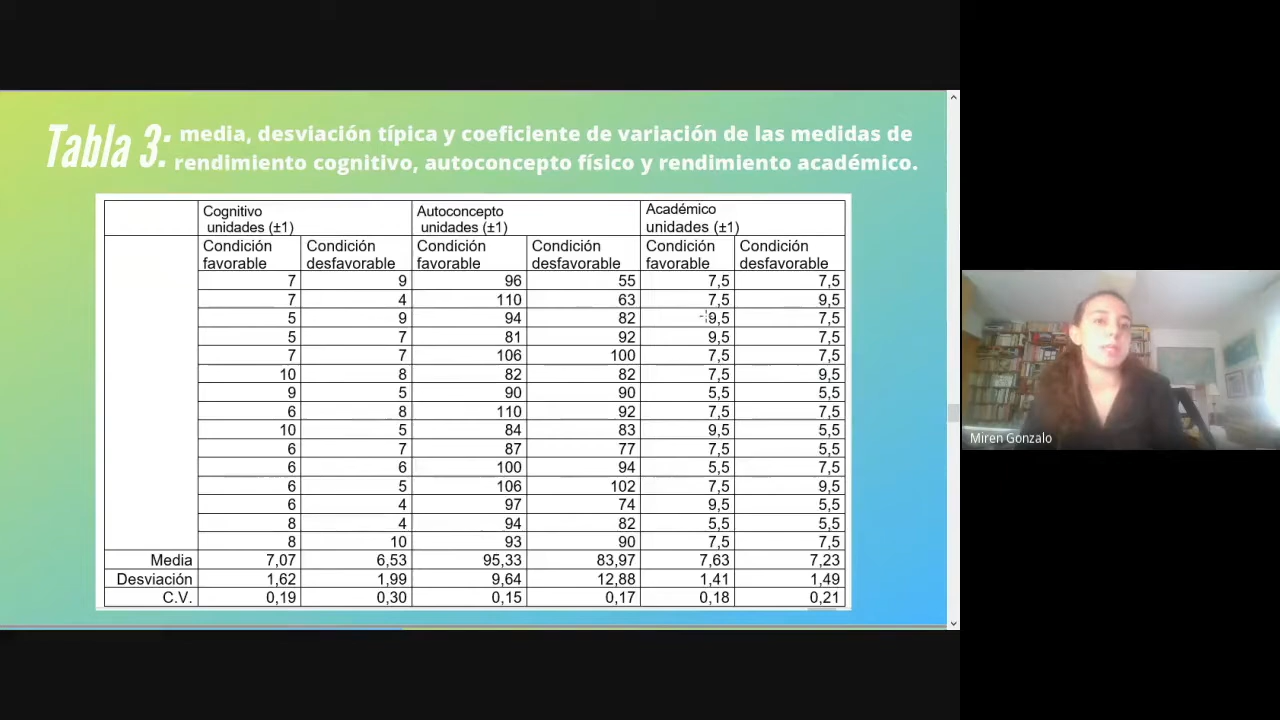 Tabla 3: media, desviación típica y coeficiente de variación de las medidas de
rendimiento cognitivo, autoconcepto físico y rendimiento académico.
Cognitivo unidades (±1) Autoconcepto unidades (±1) Académico unidades (±1)
Condición favorable Condición desfavorable Condición favorable Condición desfavorable Condición favorable Condición desfavorable
7 9 96 55 7,5 7,5
7 4 110 63 7,5 9,5
5 9 94 82 9,5 7,5
5 7 81 92 9,5 7,5
7 7 106 100 7,5 7,5
10 8 82 82 7,5 9,5
9 5 90 90 5,5 5,5
6 8 110 92 7,5 7,5
10 5 84 83 9,5 5,5
6 7 87 77 7,5 5,5
6 6 100 94 5,5 7,5
6 5 106 102 7,5 9,5
6 4 97 74 9,5 5,5
8 4 94 82 5,5 5,5
8 10 93 90 7,5 7,5
Media 7,07 6,53 95,33 83,97 7,63 7,23
Desviación 1,62 1,99 9,64 12,88 1,41 1,49
C.V. 0,19 0,30 0,15 0,17 0,18 0,21
Miren Gonzalo